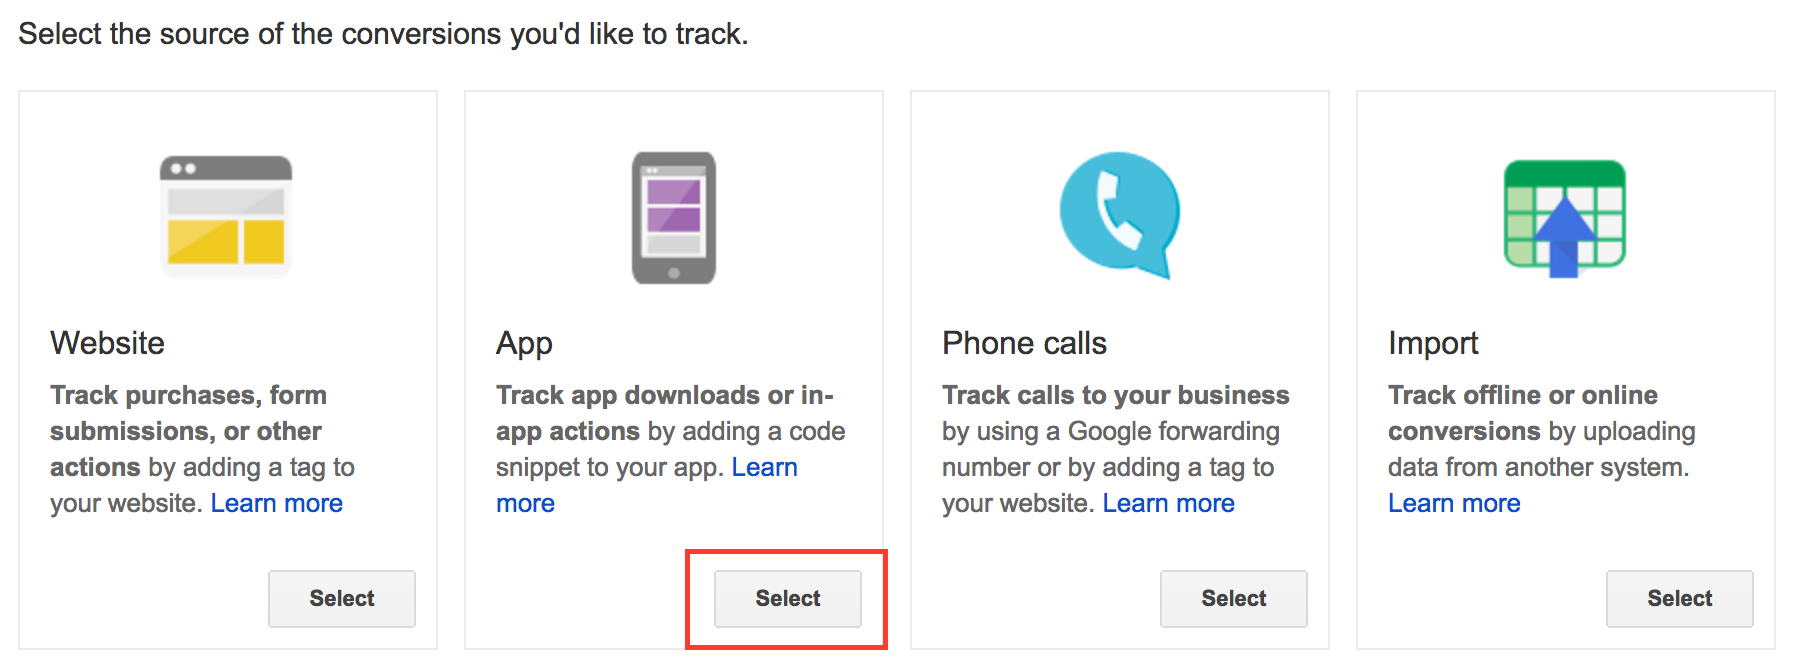 Select the source of the conversions you'd like to track.
Website
Track purchases, form
submissions, or other
actions by adding a tag to
your website. Learn more
Select
App
Track app downloads or in-
app actions by adding a code
snippet to your app. Learn
more
Select
Phone calls
Track calls to your business
by using a Google forwarding
number or by adding a tag to
your website. Learn more
Select
Import
Track offline or online
conversions by uploading
data from another system.
Learn more
Select